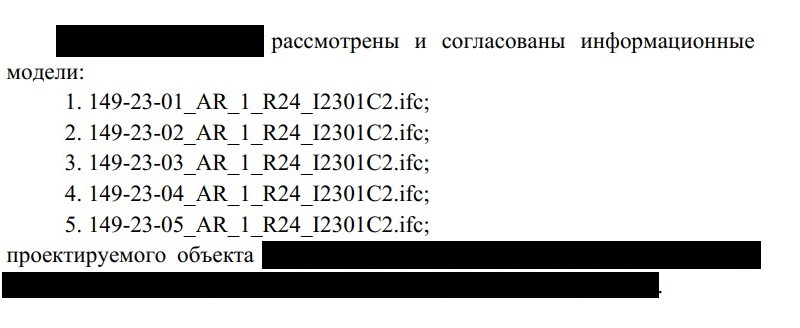 рассмотрены и согласованы информационные
модели:
1. 149-23-01_AR_1_R24_I2301C2.ifc;
2. 149-23-02_AR_1_R24_I2301C2.ifc;
3. 149-23-03_AR_1_R24_I2301C2.ifc;
4. 149-23-04_AR_1_R24_I2301C2.ifc;
5. 149-23-05_AR_1_R24_I2301C2.ifc;
проектируемого объекта
.